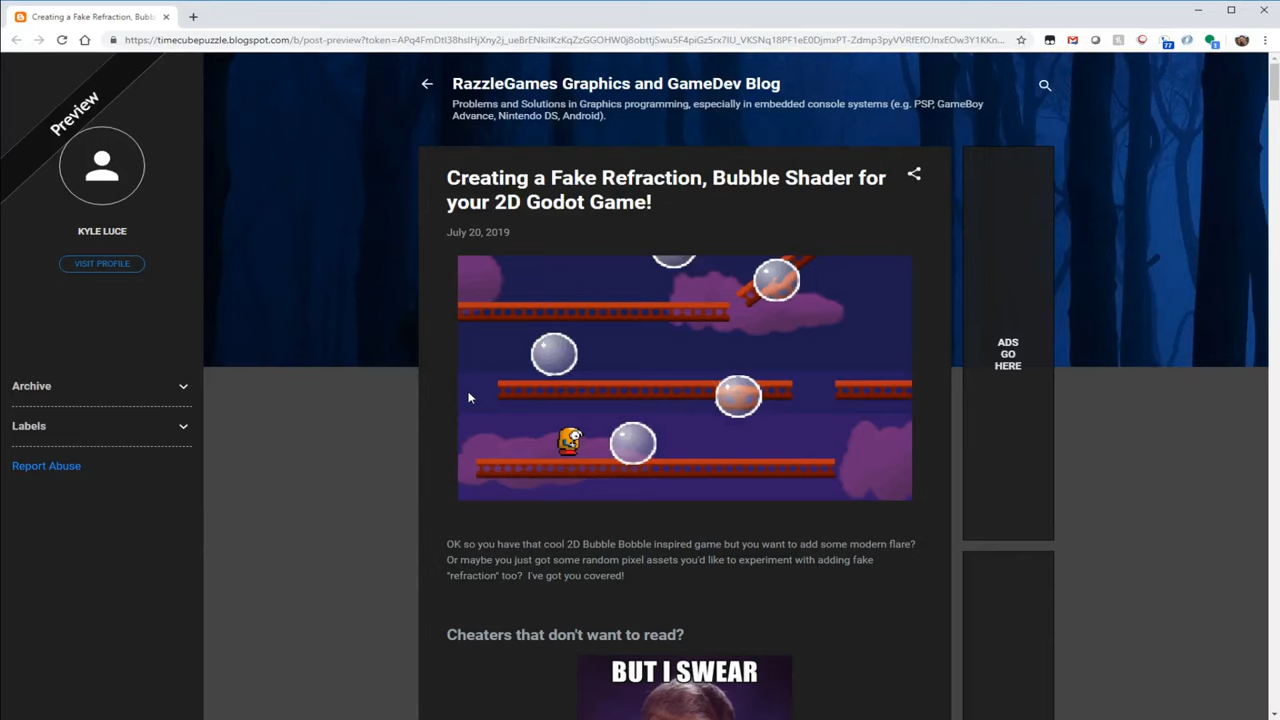 Creating a Fake Refraction, Bubb
https://timecubepuzzle.blogspot.com/b/post-preview?token=
77
1
Preview
RazzleGames Graphics and GameDev Blog
Problems and Solutions in Graphics programming, especially in embedded console systems (e.g. PSP, GameBoy
Advance, Nintendo DS, Android).
KYLE LUCE
VISIT PROFILE
Archive
Labels
Report Abuse
Creating a Fake Refraction, Bubble Shader for
your 2D Godot Game!
July 20, 2019
OK so you have that cool 2D Bubble Bobble inspired game but you want to add some modern flare?
Or maybe you just got some random pixel assets you'd like to experiment with adding fake
"refraction" too? I've got you covered!
Cheaters that don't want to read?
BUT I SWEAR
ADS
GO
HERE